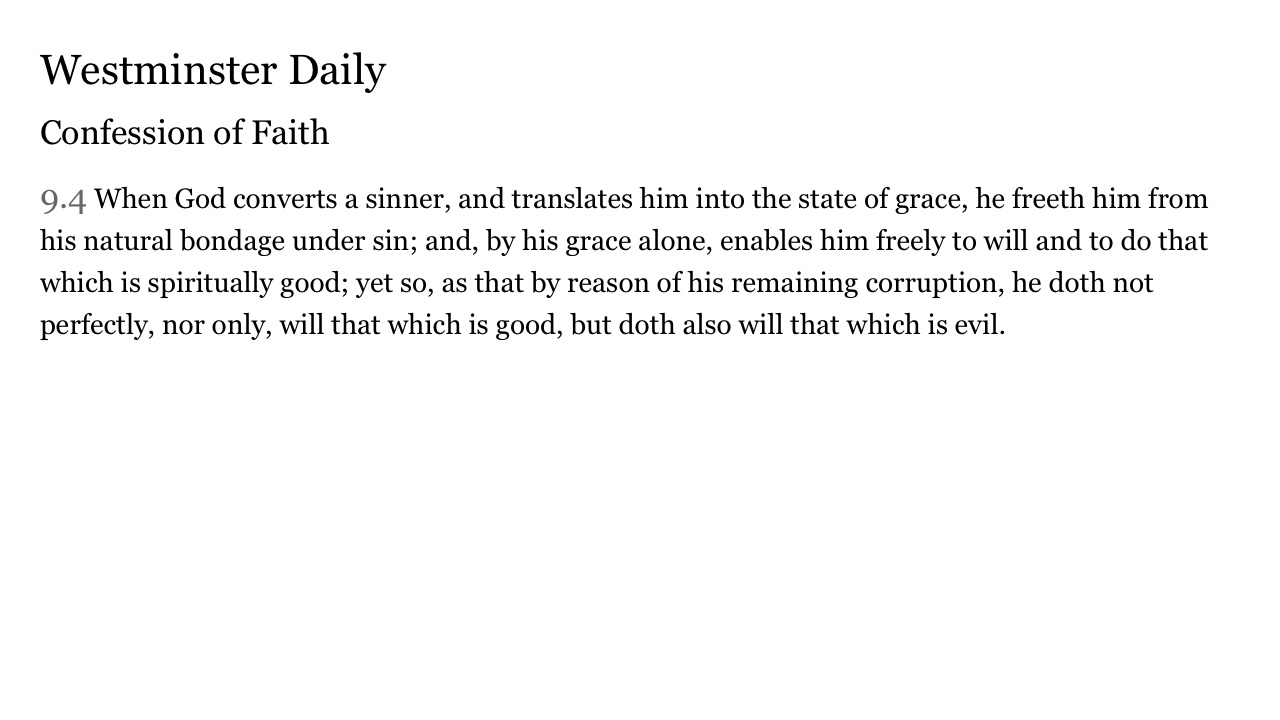 Westminster Daily
Confession of Faith
9.4 When God converts a sinner, and translates him into the state of grace, he freeth him from
his natural bondage under sin; and, by his grace alone, enables him freely to will and to do that
which is spiritually good; yet so, as that by reason of his remaining corruption, he doth not
perfectly, nor only, will that which is good, but doth also will that which is evil.